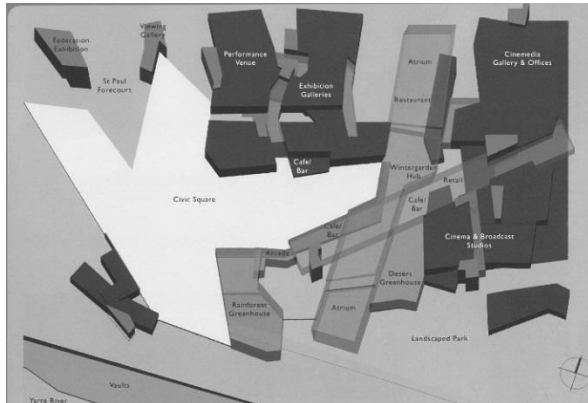 Federation
Exhibition
Viewing
Gallery
St Paul
Forecourt
Performance
Venue
Exhibition
Galleries
Atrium
Restaurant
Cinemedia
Gallery & Offices
Cafe/
Bar
Wintergarden
Hub
Retail
Civic Square
Cafe/
Bar
Cafe/
Bar
Cinema & Broadcast
Studios
Arcade
Desert
Greenhouse
Rainforest
Greenhouse
Atrium
Landscaped Park
Vaults
Yarra River